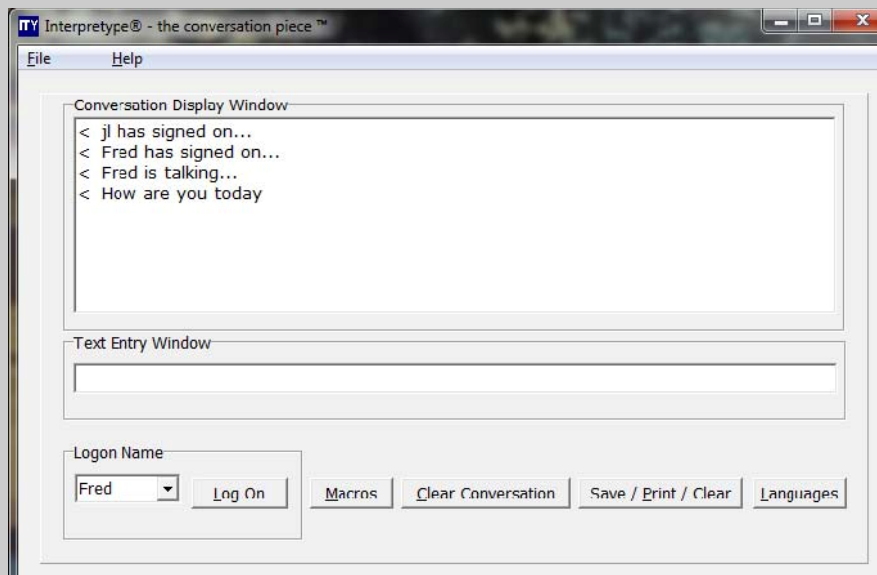 ITY Interpretype® - the conversation piece ™
File Help
Conversation Display Window
< jl has signed on...
< Fred has signed on...
< Fred is talking...
< How are you today
Text Entry Window
Logon Name
Fred Log On Macros Clear Conversation Save / Print / Clear Languages